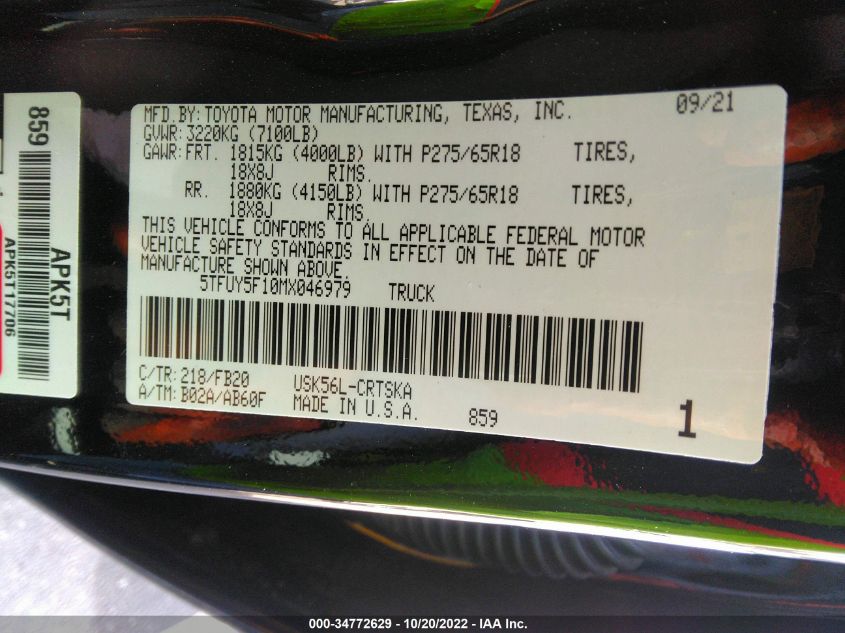 MFD.BY:TOYOTA MOTOR MANUFACTURING, TEXAS, INC. 09/21
GVWR:3220KG (7100LB)
GAWR:FRT. 1815KG (4000LB) WITH P275/65R18 TIRES,
18X8J RIMS.
RR. 1880KG (4150LB) WITH P275/65R18 TIRES,
18X8J RIMS.
THIS VEHICLE CONFORMS TO ALL APPLICABLE FEDERAL MOTOR
VEHICLE SAFETY STANDARDS IN EFFECT ON THE DATE OF
MANUFACTURE SHOWN ABOVE.
5TFUY5F10MX046979 TRUCK
C/TR:218/FB20 USK56L-CRTSKA
A/TM:B02A/AB60F MADE IN U.S.A. 859 1
859
APK5T
APK5T17706
000-34772629 - 10/20/2022 - IAA Inc.